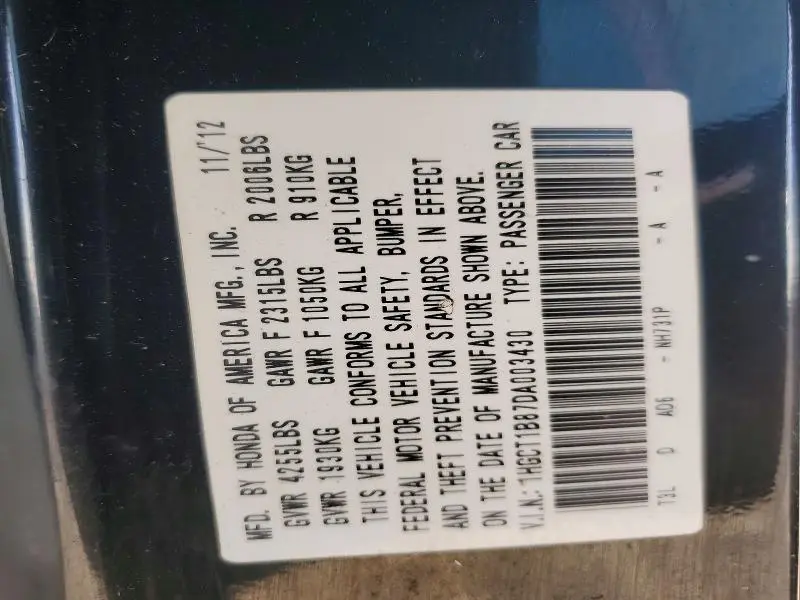 MFD. BY HONDA OF AMERICA MFG., INC. 11/'12
GVWR 4255LBS GAWR F 2315LBS R 2006LBS
GVWR 1930KG GAWR F 1050KG R 910KG
THIS VEHICLE CONFORMS TO ALL APPLICABLE
FEDERAL MOTOR VEHICLE SAFETY, BUMPER,
AND THEFT PREVENTION STANDARDS IN EFFECT
ON THE DATE OF MANUFACTURE SHOWN ABOVE.
V.I.N.: 1HGCT1B87DA003430 TYPE: PASSENGER CAR
T3L D A06 - NH731P - A - A